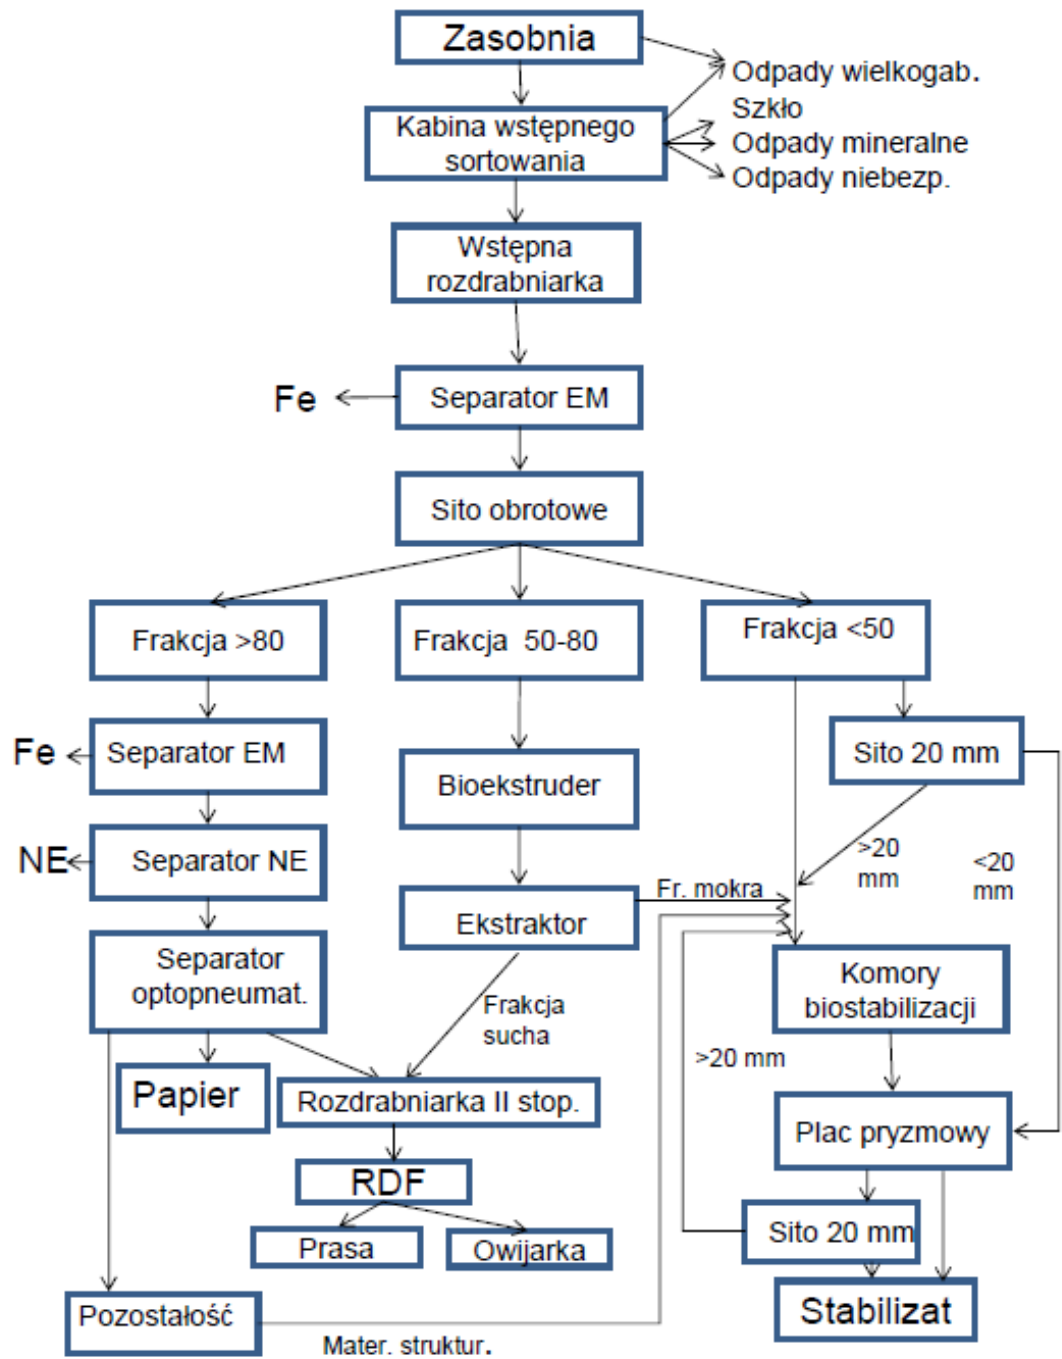 Zasobnia
Odpady wielkogab.
Szkło
Odpady mineralne
Odpady niebezp.
Kabina wstępnego
sortowania
Wstępna
rozdrabniarka
Fe
Separator EM
Sito obrotowe
Frakcja >80
Frakcja 50-80
Frakcja <50
Fe
Separator EM
Bioekstruder
Sito 20 mm
NE
Separator NE
>20
mm
<20
mm
Ekstraktor
Fr. mokra
Separator
optopneumat.
Frakcja
sucha
Komory
biostabilizacji
>20 mm
Papier
Rozdrabniarka II stop.
Plac pryzmowy
RDF
Prasa
Owijarka
Sito 20 mm
Pozostałość
Mater. struktur.
Stabilizat